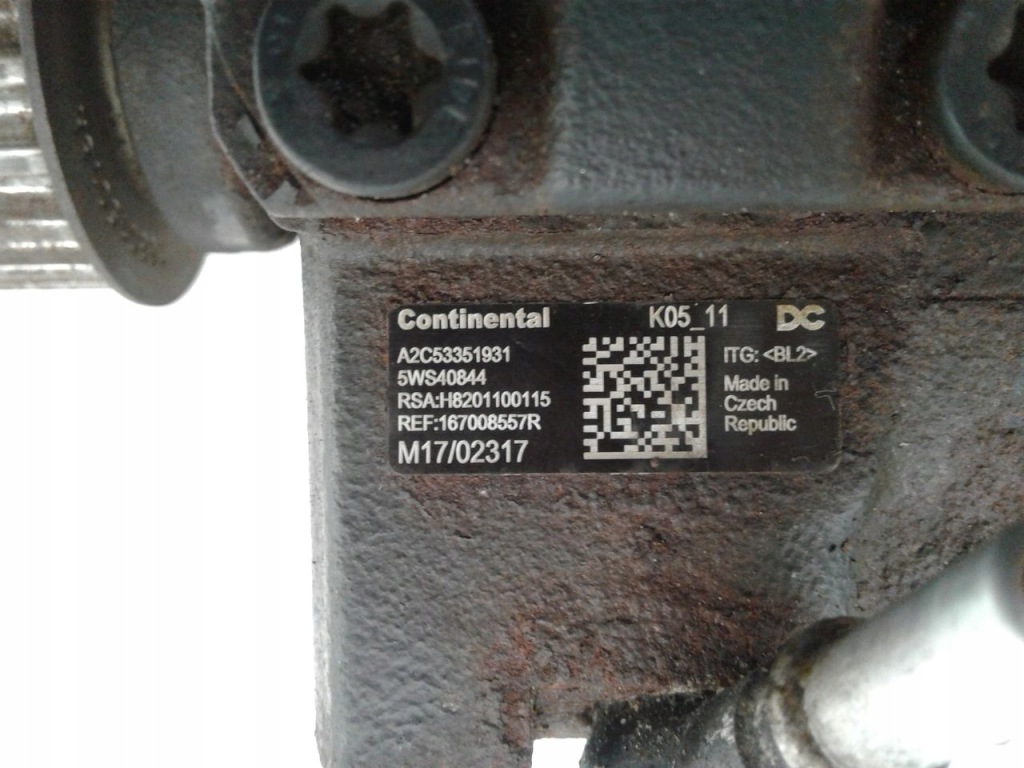 Continental K05_11 DC
A2C53351931
5WS40844
RSA:H8201100115
REF:167008557R
M17/02317
ITG: <BL2>
Made in
Czech
Republic